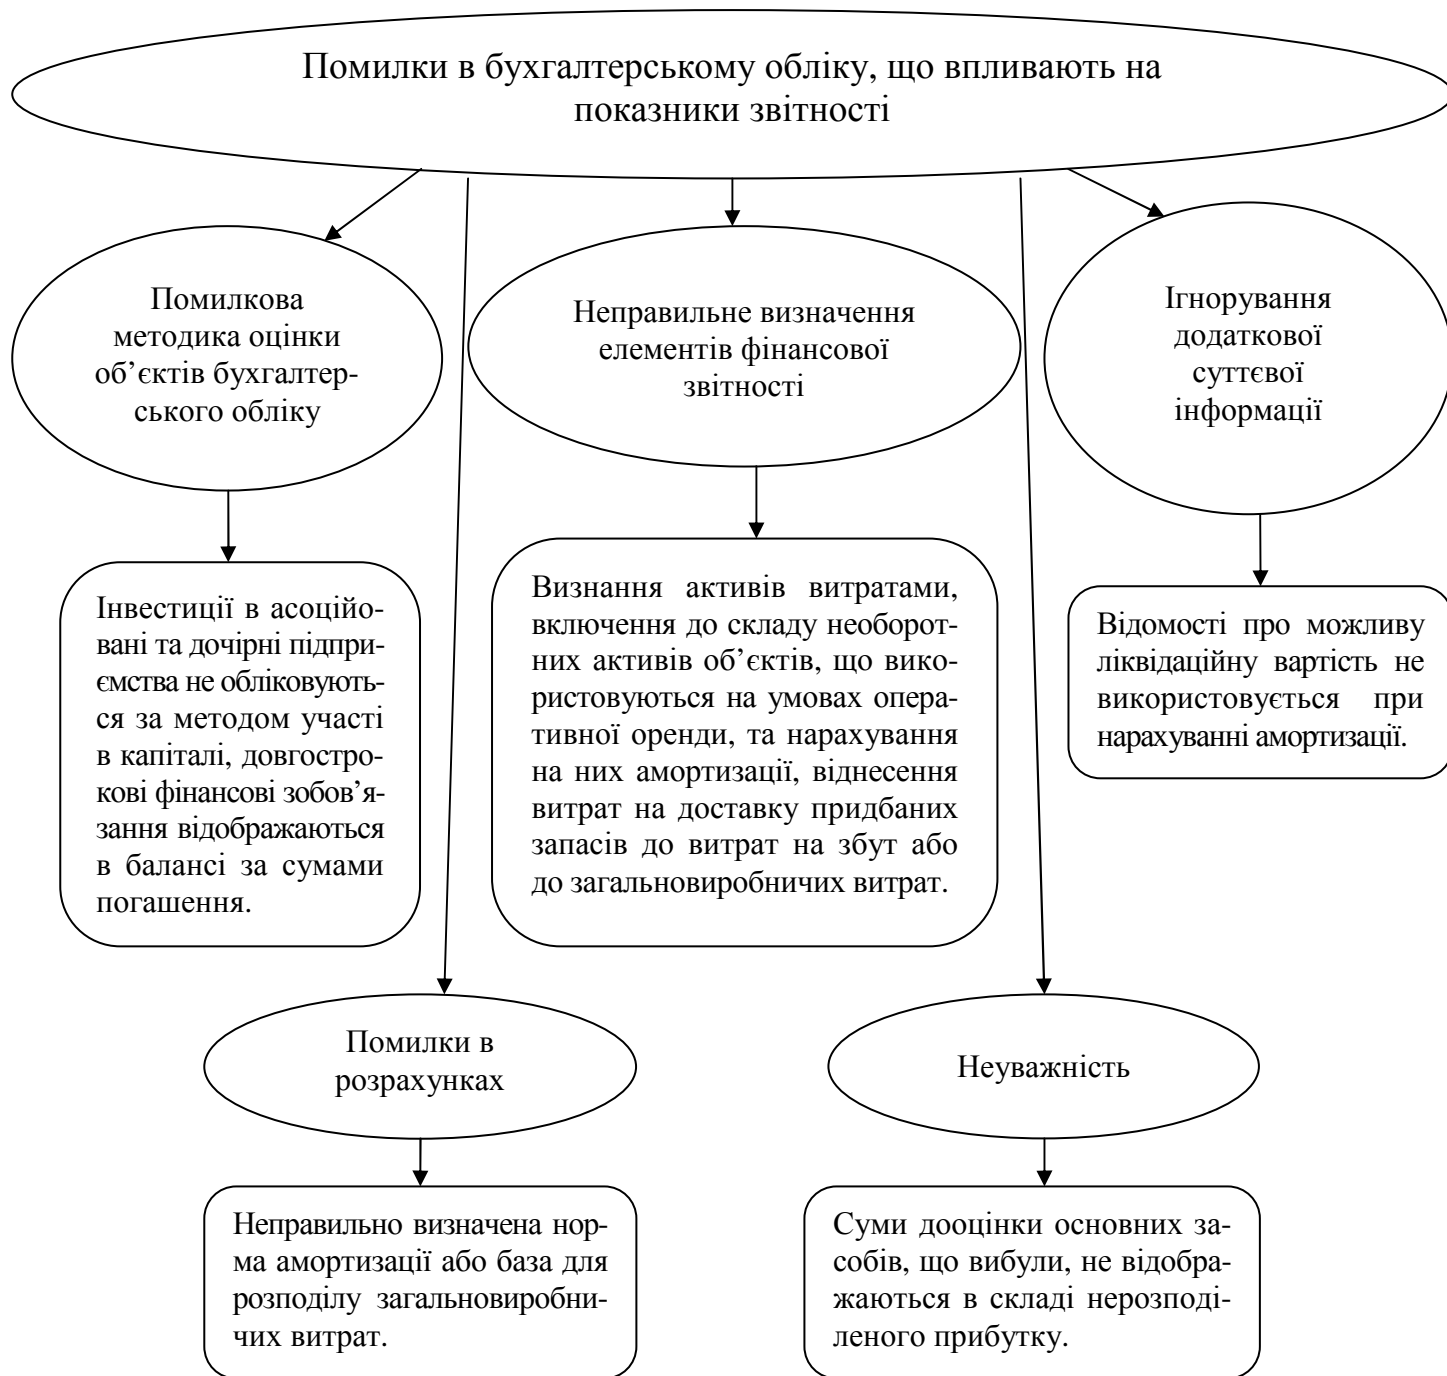 Помилки в бухгалтерському обліку, що впливають на
показники звітності
Помилкова
методика оцінки
об’єктів бухгалтер-
ського обліку
Неправильне визначення
елементів фінансової
звітності
Ігнорування
додаткової
суттєвої
інформації
Інвестиції в асоційо-
вані та дочірні підпри-
ємства не обліковують-
ся за методом участі
в капіталі, довгостро-
кові фінансові зобов’я-
зання відображаються
в балансі за сумами
погашення.
Визнання активів витратами,
включення до складу необорот-
них активів об’єктів, що вико-
ристовуються на умовах опера-
тивної оренди, та нарахування
на них амортизації, віднесення
витрат на доставку придбаних
запасів до витрат на збут або
до загальновиробничих витрат.
Відомості про можливу
ліквідаційну вартість не
використовується при
нарахуванні амортизації.
Помилки в
розрахунках
Неуважність
Неправильно визначена нор-
ма амортизації або база для
розподілу загальновиробни-
чих витрат.
Суми дооцінки основних за-
собів, що вибули, не відобра-
жаються в складі нерозподі-
леного прибутку.